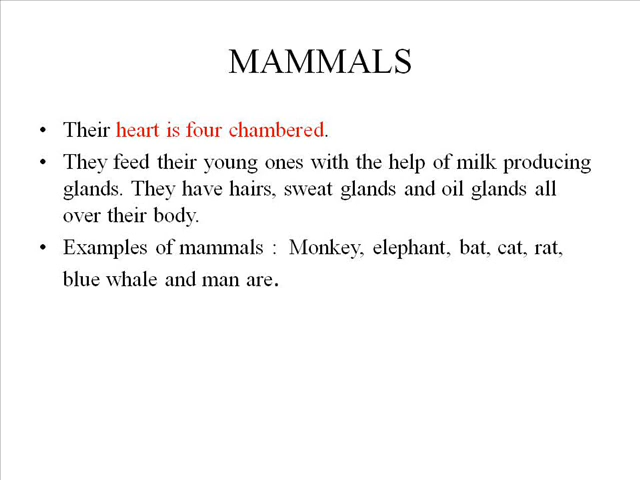 MAMMALS
• Their heart is four chambered.
• They feed their young ones with the help of milk producing
glands. They have hairs, sweat glands and oil glands all
over their body.
• Examples of mammals :  Monkey, elephant, bat, cat, rat,
blue whale and man are.